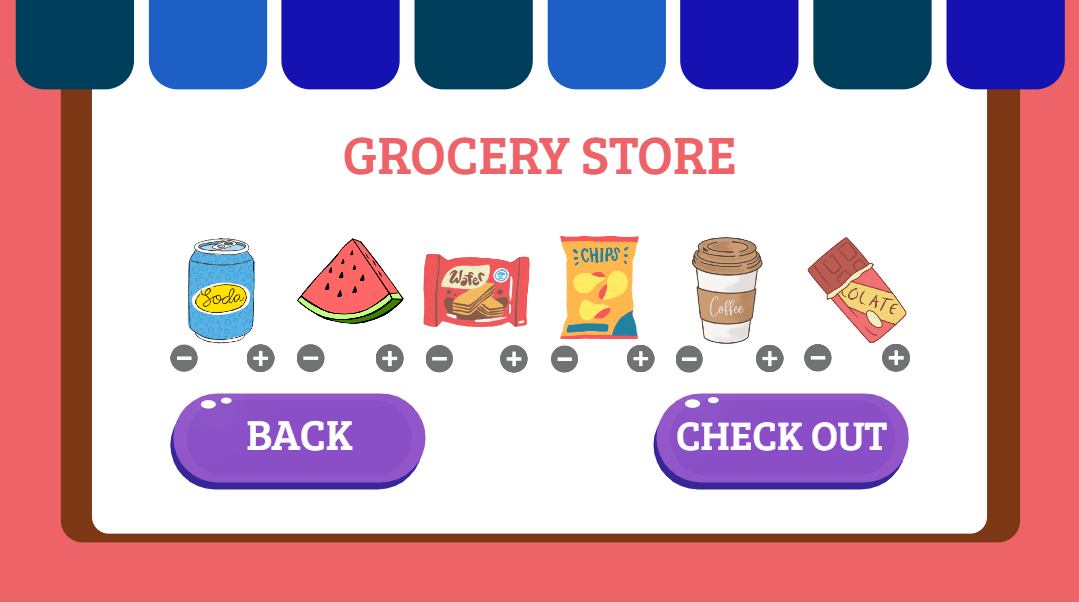 GROCERY STORE
Soda
Wafer
CHIPS
Coffee
COLATE
BACK
CHECK OUT